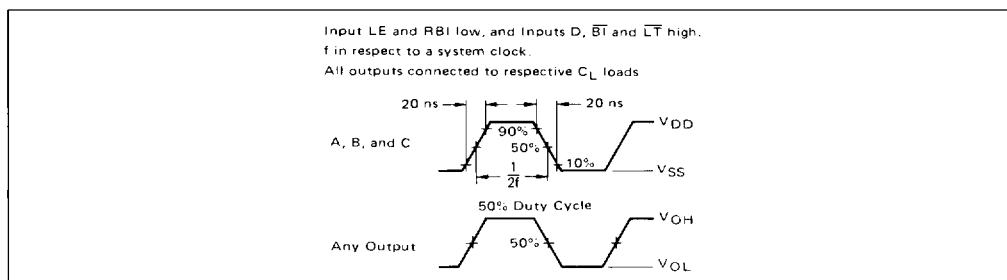 Input LE and RBI low, and Inputs D, B̅I̅ and L̅T̅ high.
f in respect to a system clock.
All outputs connected to respective CL loads
20 ns
20 ns
A, B, and C
90%
50%
10%
VDD
VSS
1
2f
50% Duty Cycle
Any Output
50%
VOH
VOL